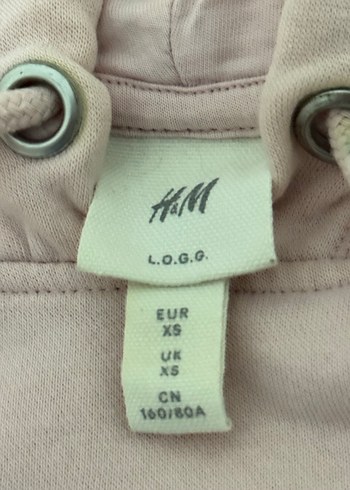 H&M
L.O.G.G.
EUR
XS
UK
XS
CN
160/80A